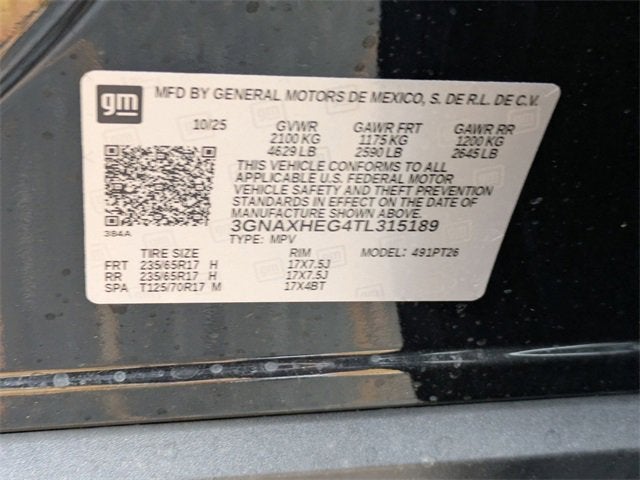 gm MFD BY GENERAL MOTORS DE MEXICO, S. DE R.L. DE C.V.
10/25 GVWR GAWR FRT GAWR RR
2100 KG 1175 KG 1200 KG
4629 LB 2590 LB 2645 LB
THIS VEHICLE CONFORMS TO ALL
APPLICABLE U.S. FEDERAL MOTOR
VEHICLE SAFETY AND THEFT PREVENTION
STANDARDS IN EFFECT ON THE DATE OF
MANUFACTURE SHOWN ABOVE.
3GNAXHEG4TL315189
384A TYPE: MPV
TIRE SIZE RIM MODEL: 491PT26
FRT 235/65R17 H 17X7.5J
RR 235/65R17 H 17X7.5J
SPA T125/70R17 M 17X4BT